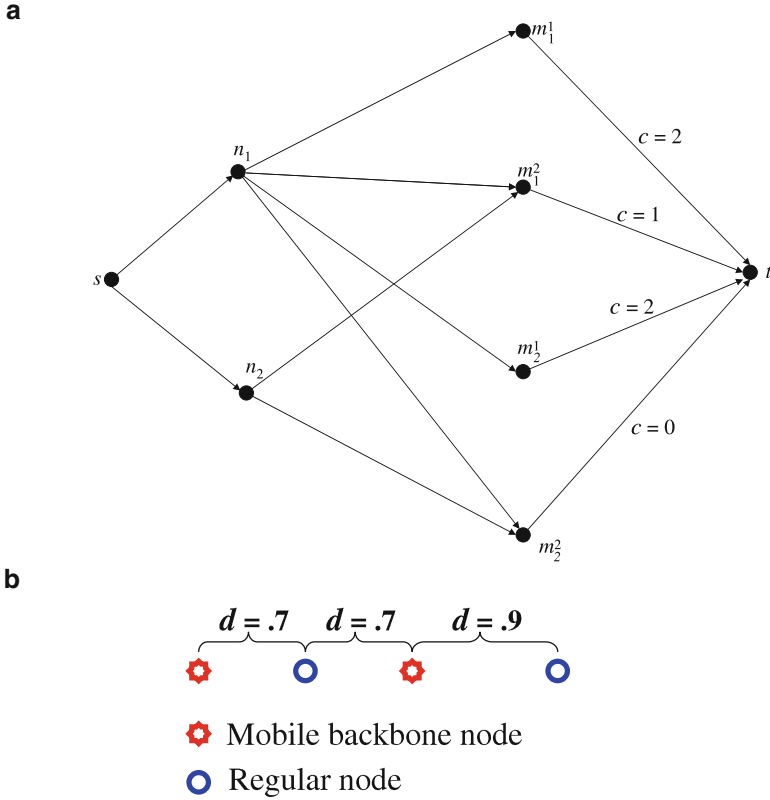 a
m₁¹
c = 2
n₁
m₁²
c = 1
s
c = 2
m₂¹
n₂
c = 0
m₂²
b
d = .7 d = .7 d = .9
Mobile backbone node
Regular node